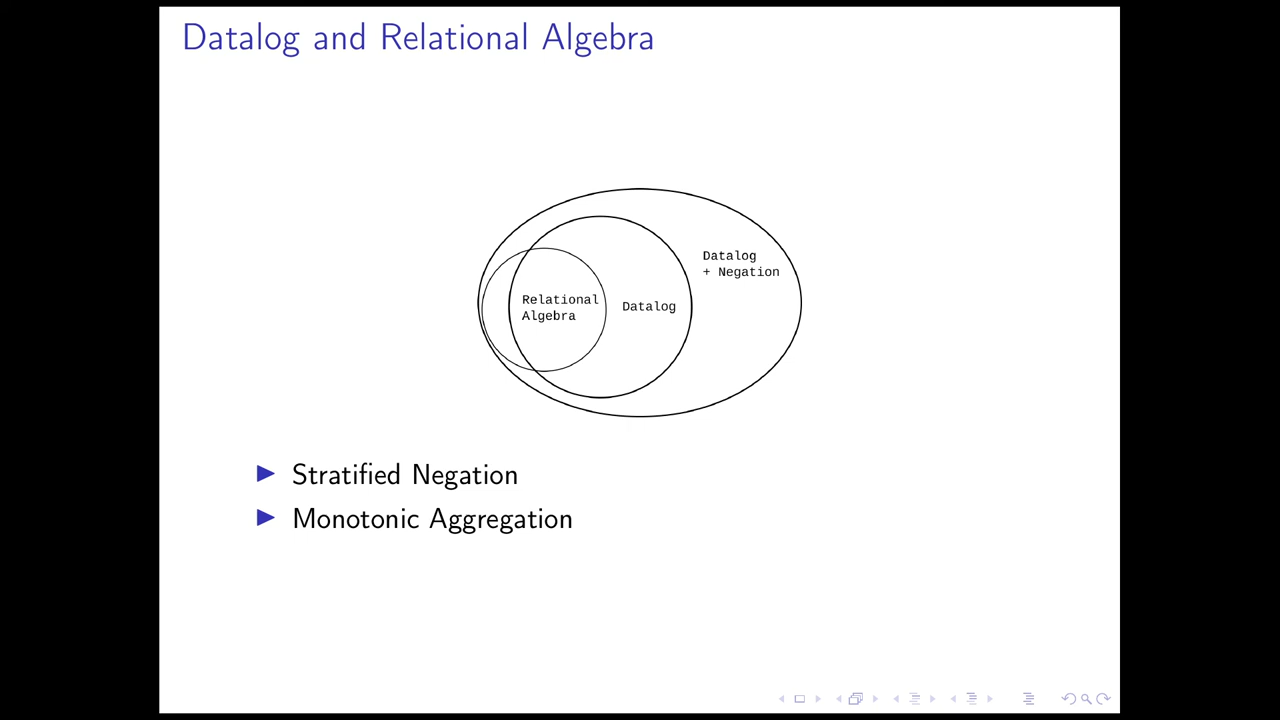 Datalog and Relational Algebra
Datalog
+ Negation
Relational
Algebra
Datalog
Stratified Negation
Monotonic Aggregation